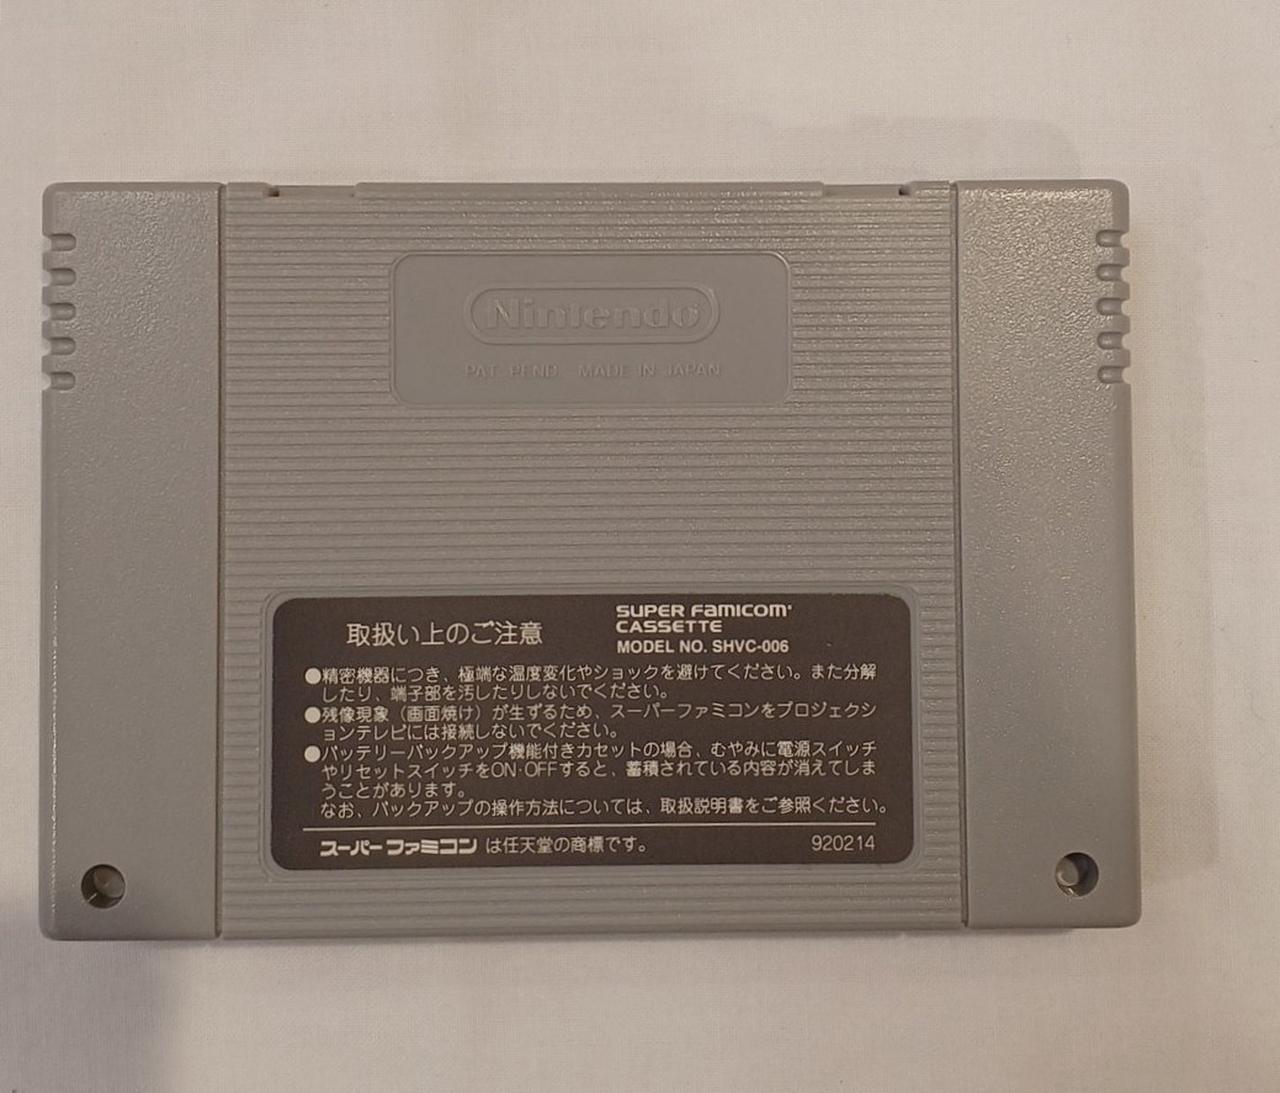 Nintendo
PAT. PEND. MADE IN JAPAN
取扱い上のご注意
SUPER FAMICOM
CASSETTE
MODEL NO. SHVC-006
●精密機器につき、極端な温度変化やショックを避けてください。また分解
したり、端子部を汚したりしないでください。
●残像現象（画面焼け）が生ずるため、スーパーファミコンをプロジェクシ
ョンテレビには接続しないでください。
●バッテリーバックアップ機能付きカセットの場合、むやみに電源スイッチ
やリセットスイッチをON·OFFすると、蓄積されている内容が消えてしま
うことがあります。
なお、バックアップの操作方法については、取扱説明書をご参照ください。
スーパーファミコン は任天堂の商標です。 920214